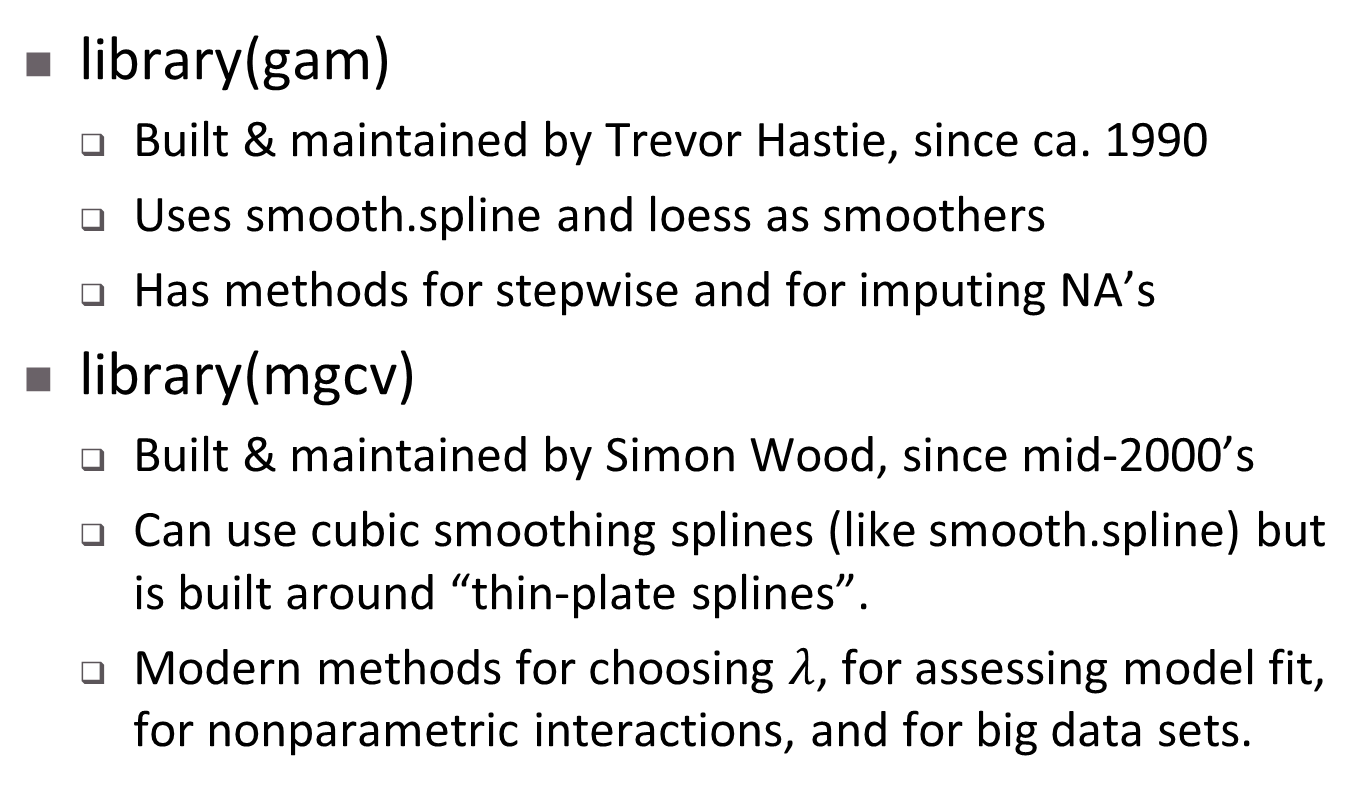 ■ library(gam)
❑ Built & maintained by Trevor Hastie, since ca. 1990
❑ Uses smooth.spline and loess as smoothers
❑ Has methods for stepwise and for imputing NA’s
■ library(mgcv)
❑ Built & maintained by Simon Wood, since mid-2000’s
❑ Can use cubic smoothing splines (like smooth.spline) but
is built around “thin-plate splines”.
❑ Modern methods for choosing 𝜆, for assessing model fit,
for nonparametric interactions, and for big data sets.